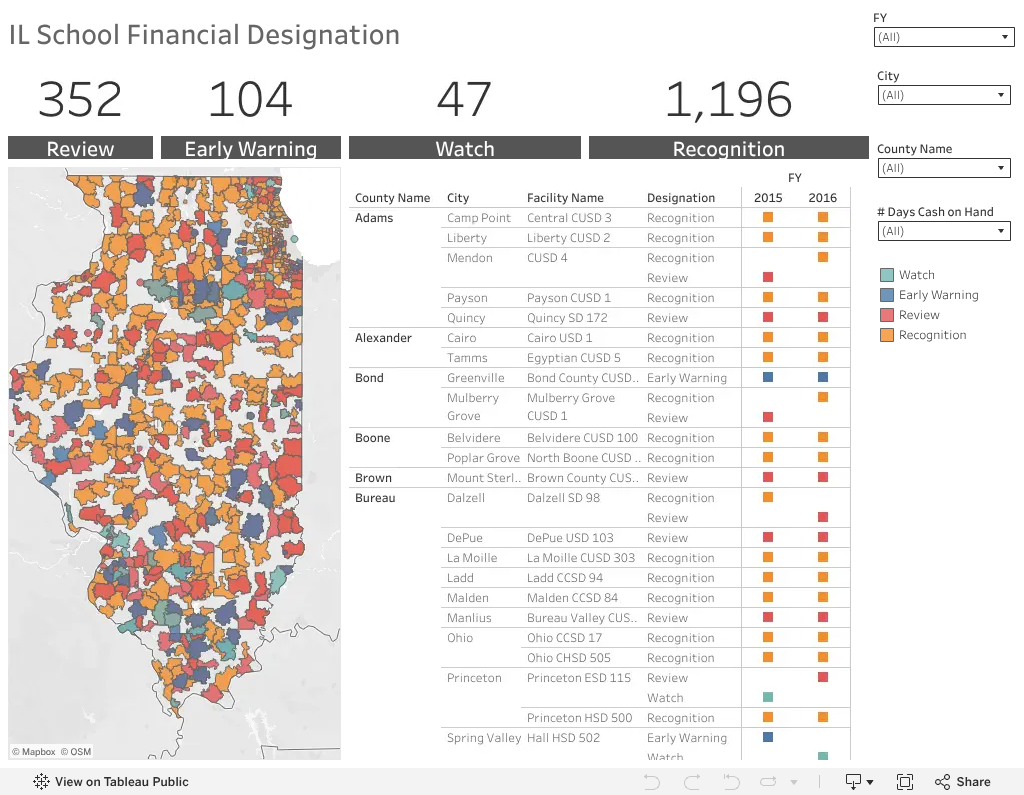 IL School Financial Designation
FY
(All)
City
(All)
County Name
(All)
# Days Cash on Hand
(All)
352 104 47 1,196
Review Early Warning Watch Recognition
Watch
Early Warning
Review
Recognition
FY
County Name City Facility Name Designation 2015 2016
Adams Camp Point Central CUSD 3 Recognition
Liberty Liberty CUSD 2 Recognition
Mendon CUSD 4 Recognition
Review
Payson Payson CUSD 1 Recognition
Quincy Quincy SD 172 Review
Alexander Cairo Cairo USD 1 Recognition
Tamms Egyptian CUSD 5 Recognition
Bond Greenville Bond County CUSD.. Early Warning
Mulberry Mulberry Grove Recognition
Grove CUSD 1 Review
Boone Belvidere Belvidere CUSD 100 Recognition
Poplar Grove North Boone CUSD .. Recognition
Brown Mount Sterl.. Brown County CUS.. Review
Bureau Dalzell Dalzell SD 98 Recognition
Review
DePue DePue USD 103 Review
La Moille La Moille CUSD 303 Recognition
Ladd Ladd CCSD 94 Recognition
Malden Malden CCSD 84 Recognition
Manlius Bureau Valley CUS.. Review
Ohio Ohio CCSD 17 Recognition
Ohio CHSD 505 Recognition
Princeton Princeton ESD 115 Review
Watch
Princeton HSD 500 Recognition
Spring Valley Hall HSD 502 Early Warning
Watch
© Mapbox © OSM
View on Tableau Public
Share